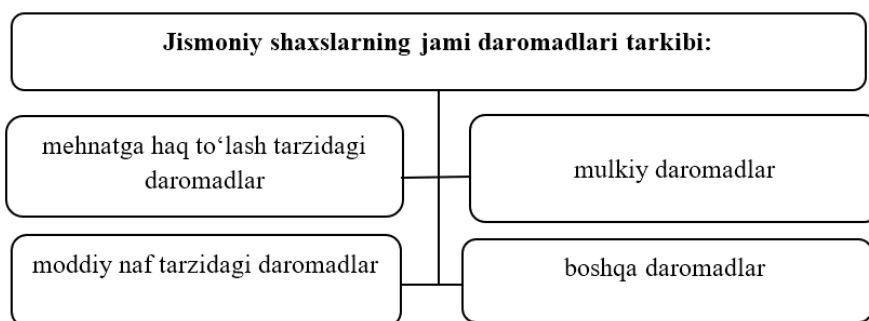 Jismoniy shaxslarning jami daromadlari tarkibi:
mehnatga haq to‘lash tarzidagi
daromadlar
mulkiy daromadlar
moddiy naf tarzidagi daromadlar
boshqa daromadlar